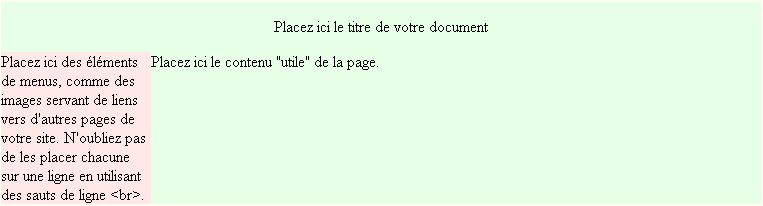 Placez ici le titre de votre document
Placez ici des éléments
de menus, comme des
images servant de liens
vers d'autres pages de
votre site. N'oubliez pas
de les placer chacune
sur une ligne en utilisant
des sauts de ligne <br>.
Placez ici le contenu "utile" de la page.